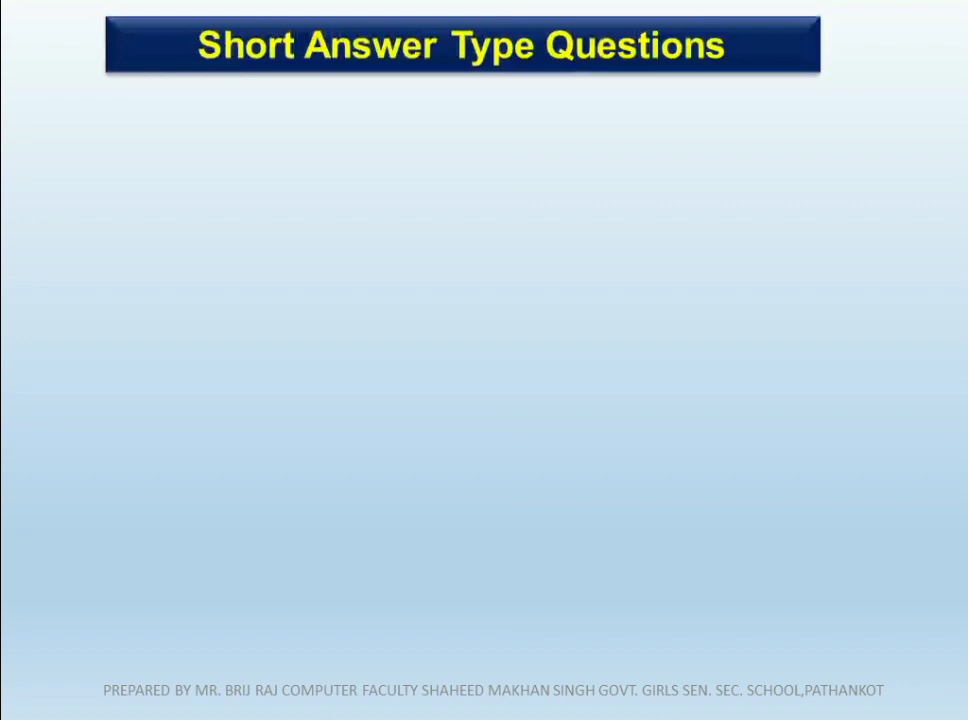 Short Answer Type Questions
PREPARED BY MR. BRIJ RAJ COMPUTER FACULTY SHAHEED MAKHAN SINGH GOVT. GIRLS SEN. SEC. SCHOOL,PATHANKOT